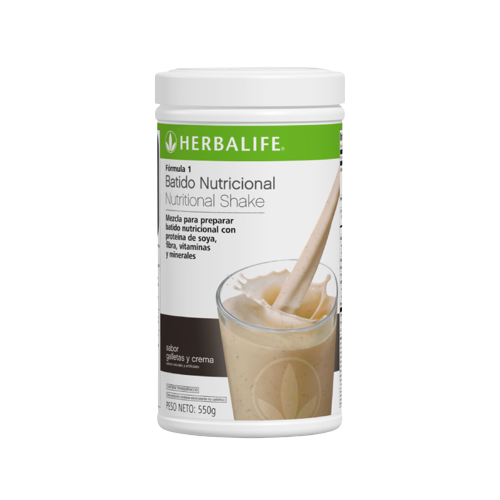 HERBALIFE
Fórmula 1
Batido Nutricional
Nutritional Shake
Mezcla para preparar
batido nutricional con
proteína de soya,
fibra, vitaminas
y minerales
sabor
galletas y crema
PESO NETO: 550g